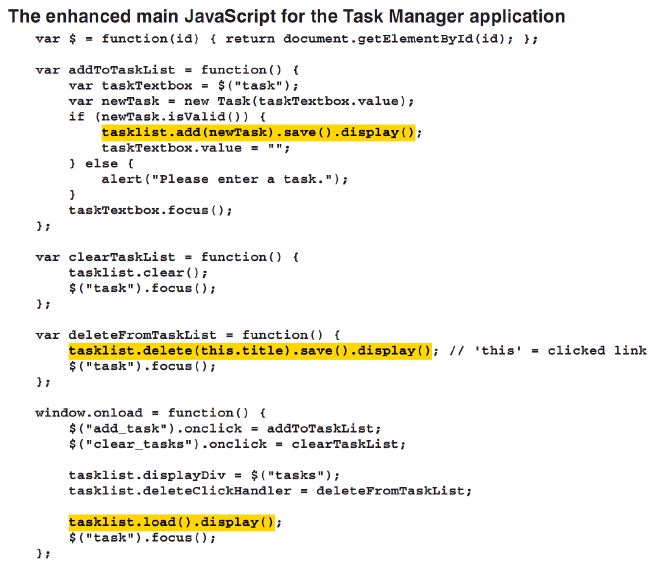 The enhanced main JavaScript for the Task Manager application
var $ = function(id) { return document.getElementById(id); };
var addToTaskList = function() {
var taskTextbox = $("task");
var newTask = new Task(taskTextbox.value);
if (newTask.isValid()) {
tasklist.add(newTask).save().display();
taskTextbox.value = "";
} else {
alert("Please enter a task.");
}
taskTextbox.focus();
};
var clearTaskList = function() {
tasklist.clear();
$("task").focus();
};
var deleteFromTaskList = function() {
tasklist.delete(this.title).save().display(); // 'this' = clicked link
$("task").focus();
};
window.onload = function() {
$("add_task").onclick = addToTaskList;
$("clear_tasks").onclick = clearTaskList;
tasklist.displayDiv = $("tasks");
tasklist.deleteClickHandler = deleteFromTaskList;
tasklist.load().display();
$("task").focus();
};